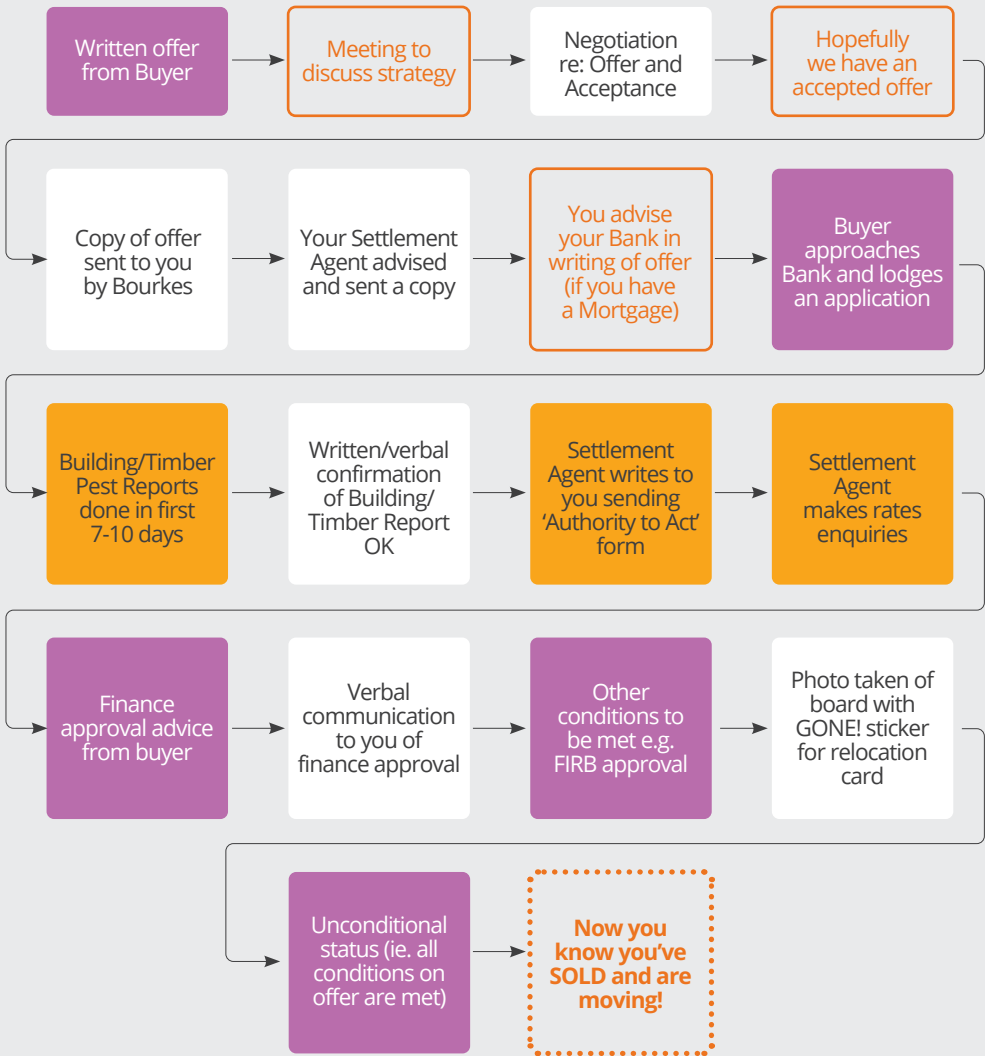 Written offer
from Buyer
Meeting to
discuss strategy
Negotiation
re: Offer and
Acceptance
Hopefully
we have an
accepted offer
Copy of offer
sent to you
by Bourkes
Your Settlement
Agent advised
and sent a copy
You advise
your Bank in
writing of offer
(if you have
a Mortgage)
Buyer
approaches
Bank and lodges
an application
Building/Timber
Pest Reports
done in first
7-10 days
Written/verbal
confirmation
of Building/
Timber Report
OK
Settlement
Agent writes to
you sending
‘Authority to Act’
form
Settlement
Agent
makes rates
enquiries
Finance
approval advice
from buyer
Verbal
communication
to you of
finance approval
Other
conditions to
be met e.g.
FIRB approval
Photo taken of
board with
GONE! sticker
for relocation
card
Unconditional
status (ie. all
conditions on
offer are met)
Now you
know you’ve
SOLD and are
moving!